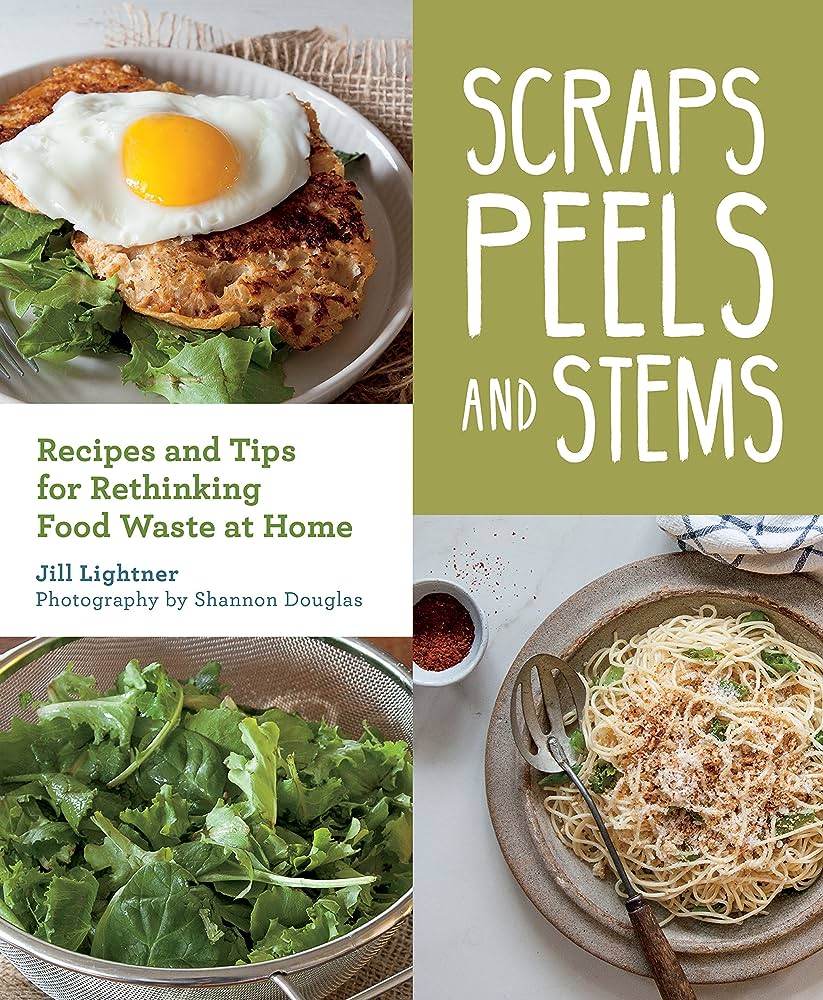 SCRAPS
PEELS
AND STEMS
Recipes and Tips
for Rethinking
Food Waste at Home
Jill Lightner
Photography by Shannon Douglas